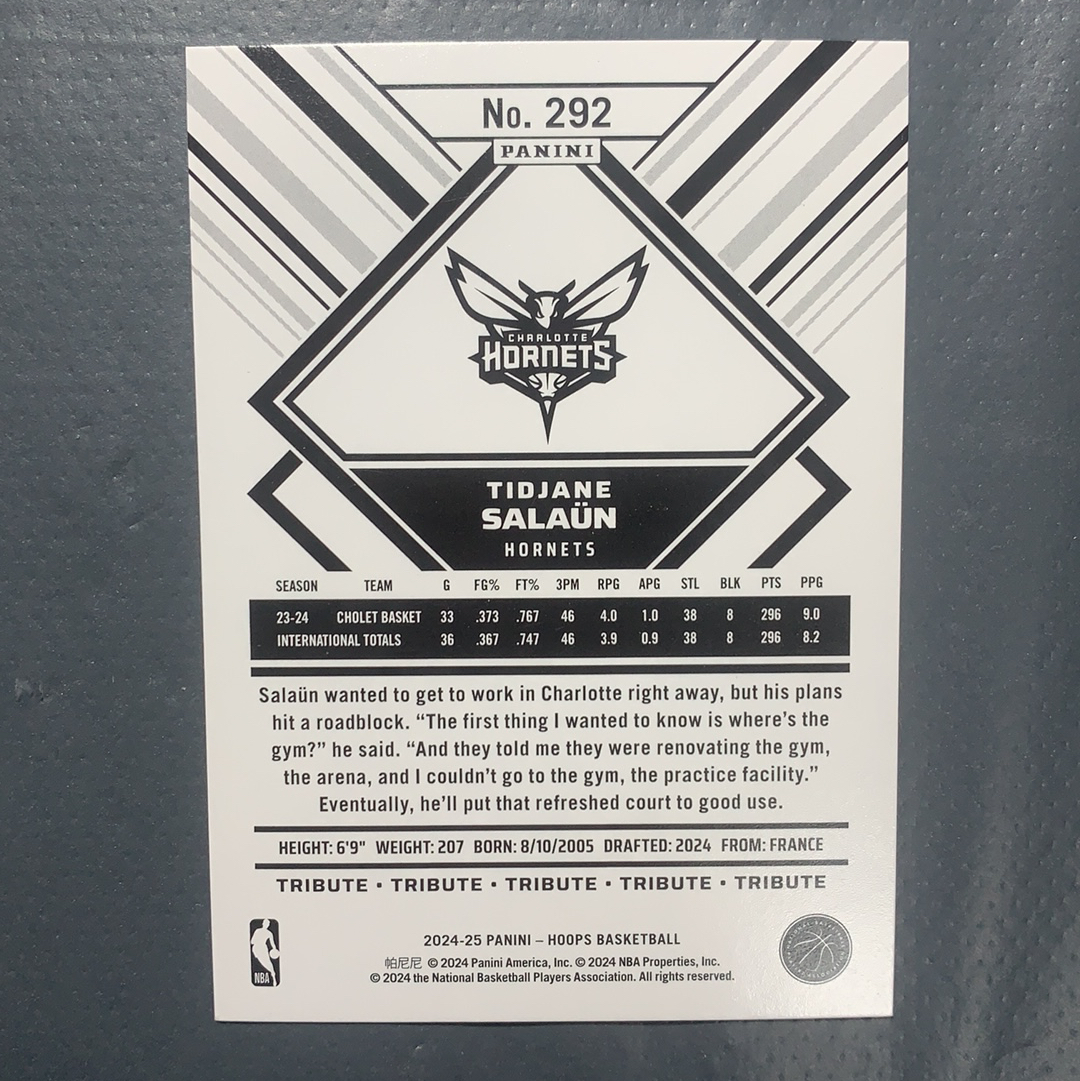 No. 292
PANINI
CHARLOTTE
HORNETS
TIDJANE
SALAÜN
HORNETS
SEASON TEAM G FG% FT% 3PM RPG APG STL BLK PTS PPG
23-24 CHOLET BASKET 33 .373 .767 46 4.0 1.0 38 8 296 9.0
INTERNATIONAL TOTALS 36 .367 .747 46 3.9 0.9 38 8 296 8.2
Salaün wanted to get to work in Charlotte right away, but his plans
hit a roadblock. “The first thing I wanted to know is where’s the
gym?” he said. “And they told me they were renovating the gym,
the arena, and I couldn’t go to the gym, the practice facility.”
Eventually, he’ll put that refreshed court to good use.
HEIGHT: 6'9" WEIGHT: 207 BORN: 8/10/2005 DRAFTED: 2024 FROM: FRANCE
TRIBUTE • TRIBUTE • TRIBUTE • TRIBUTE • TRIBUTE
NBA
2024-25 PANINI – HOOPS BASKETBALL
帕尼尼 © 2024 Panini America, Inc. © 2024 NBA Properties, Inc.
© 2024 the National Basketball Players Association. All rights reserved.